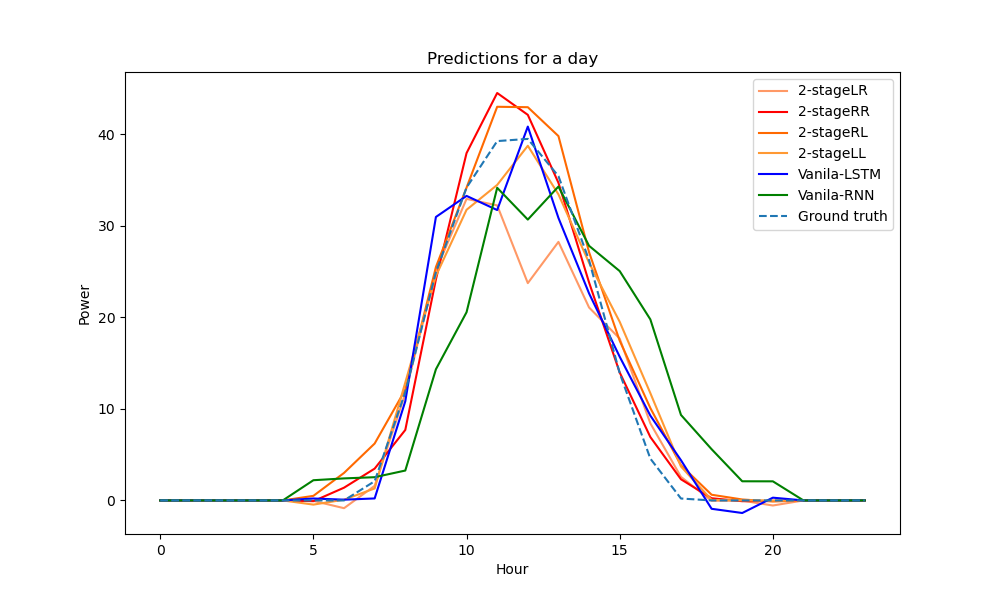 Predictions for a day
2-stageLR
2-stageRR
2-stageRL
2-stageLL
Vanila-LSTM
Vanila-RNN
Ground truth
Power
40
30
20
10
0
0
5
10
15
20
Hour